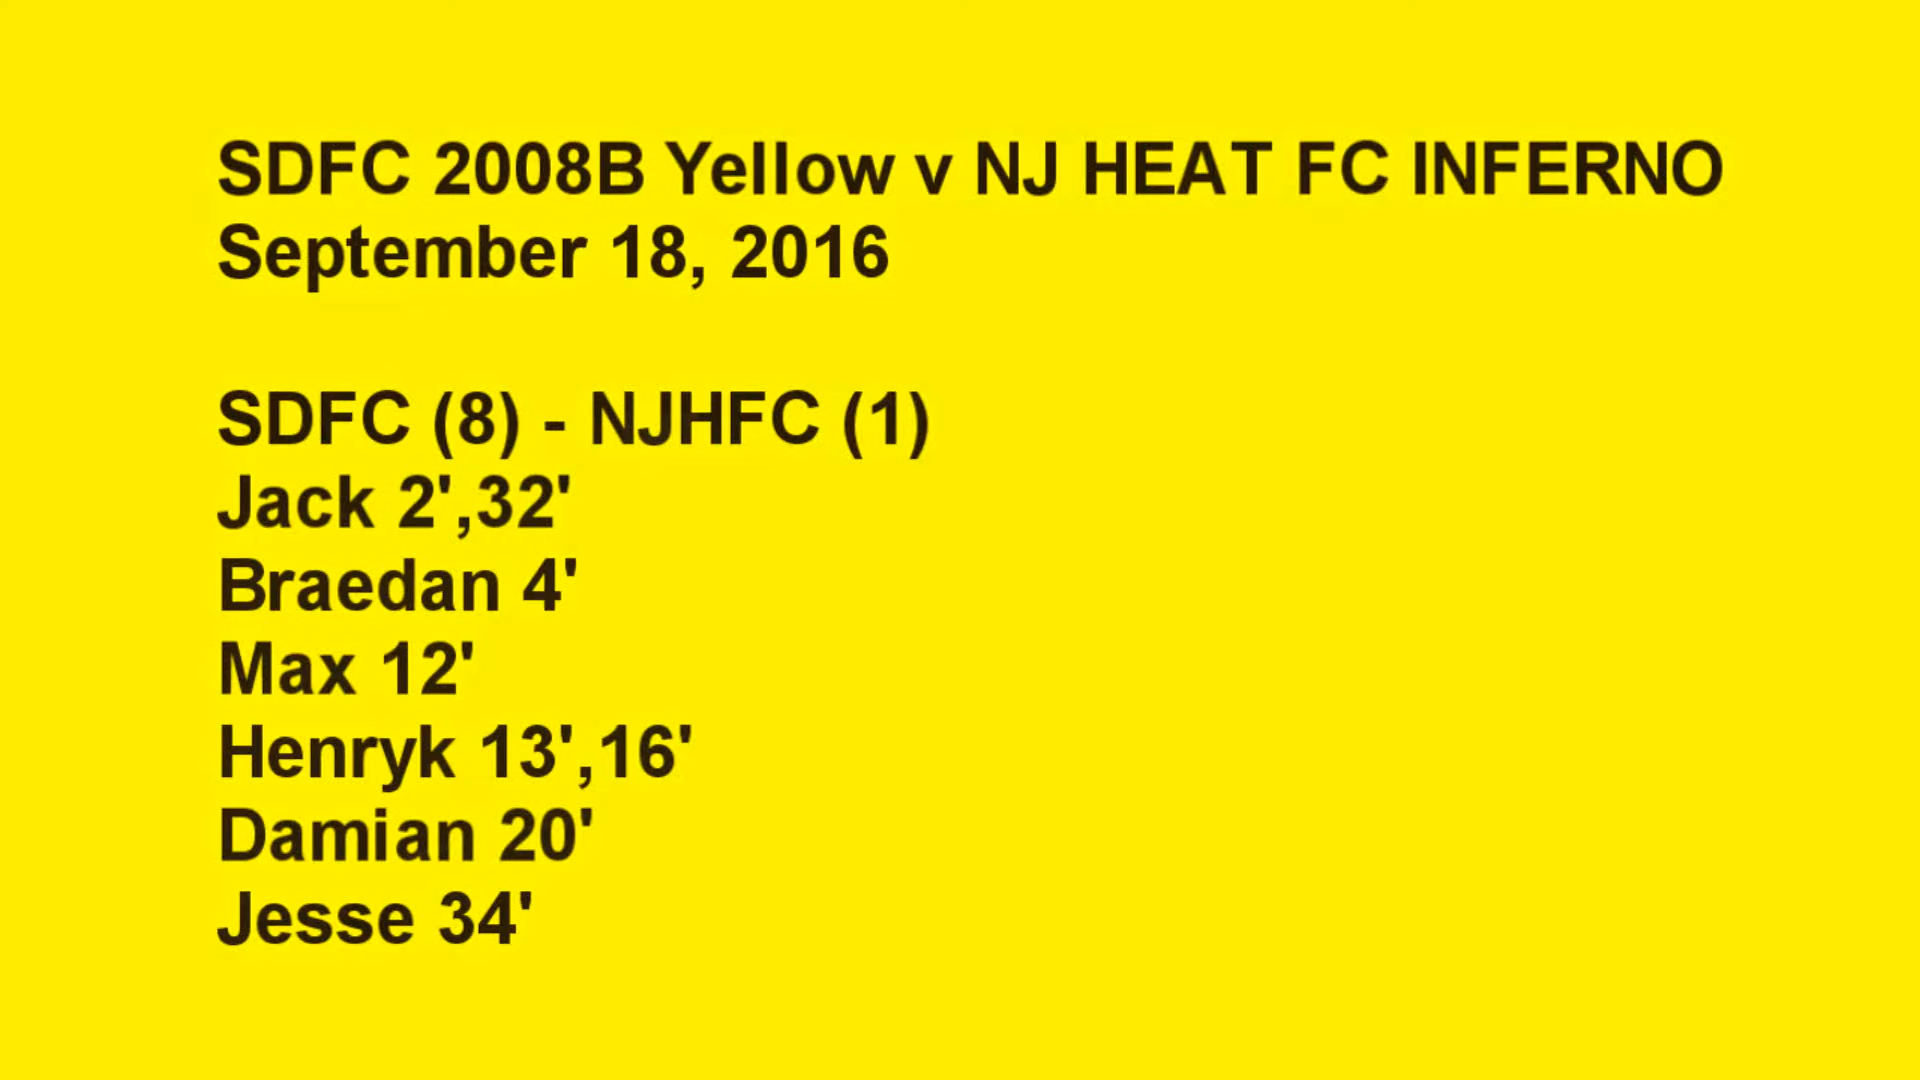 SDFC 2008B Yellow v NJ HEAT FC INFERNO
September 18, 2016
SDFC (8) - NJHFC (1)
Jack 2',32'
Braedan 4'
Max 12'
Henryk 13',16'
Damian 20'
Jesse 34'